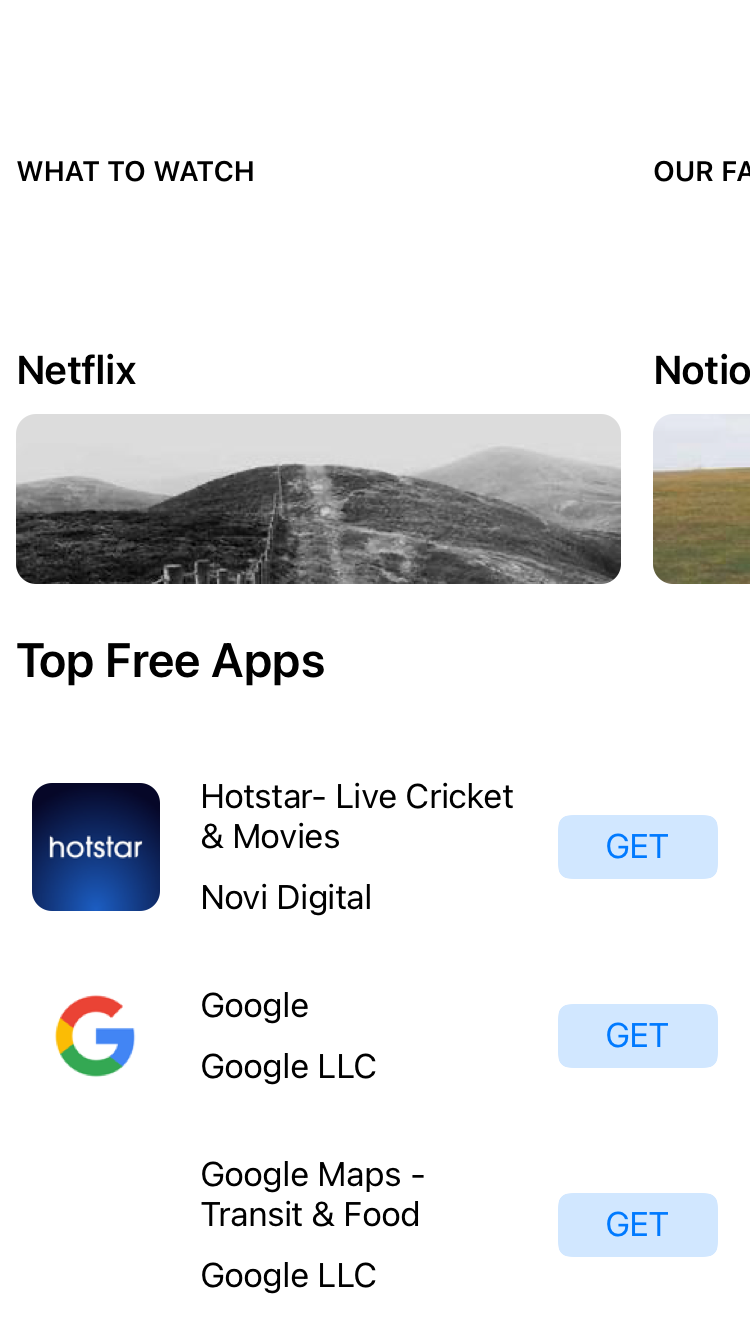 WHAT TO WATCH
OUR FA
Netflix
Notio
Top Free Apps
hotstar
Hotstar- Live Cricket
& Movies
Novi Digital
GET
Google
Google LLC
GET
Google Maps -
Transit & Food
Google LLC
GET